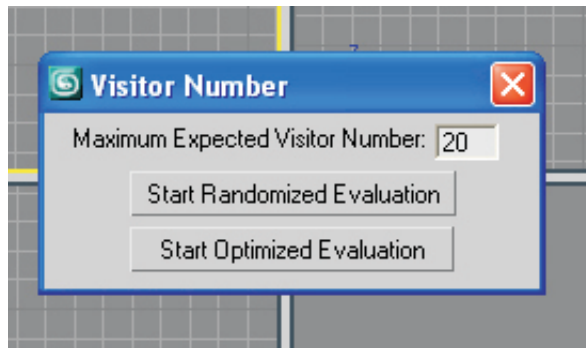 z
Visitor Number
Maximum Expected Visitor Number: 20
Start Randomized Evaluation
Start Optimized Evaluation